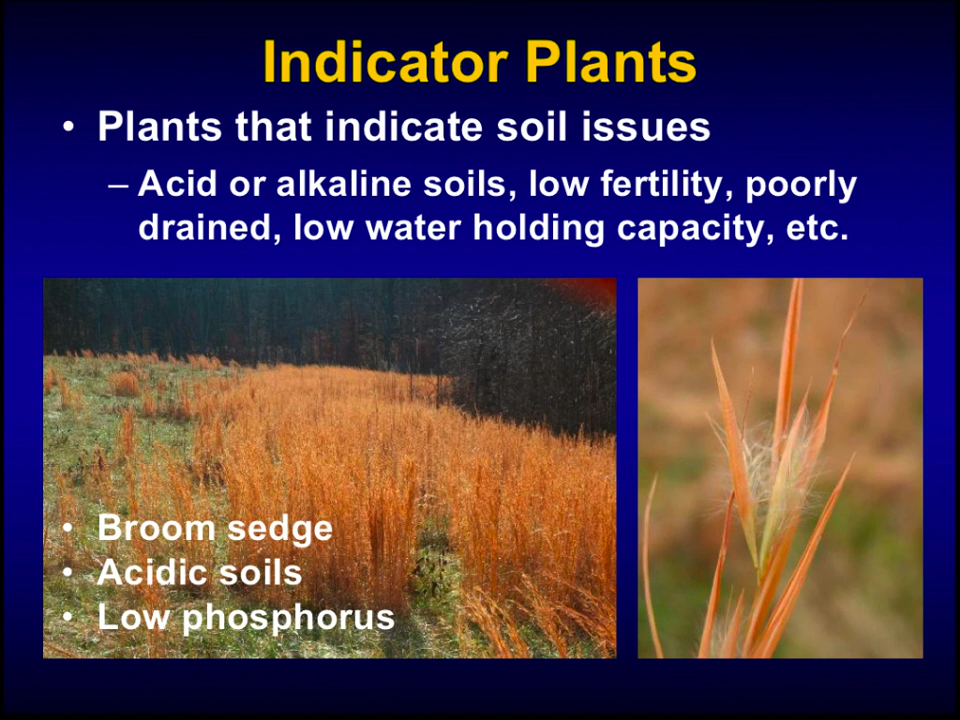 Indicator Plants
• Plants that indicate soil issues
– Acid or alkaline soils, low fertility, poorly
drained, low water holding capacity, etc.
• Broom sedge
• Acidic soils
• Low phosphorus